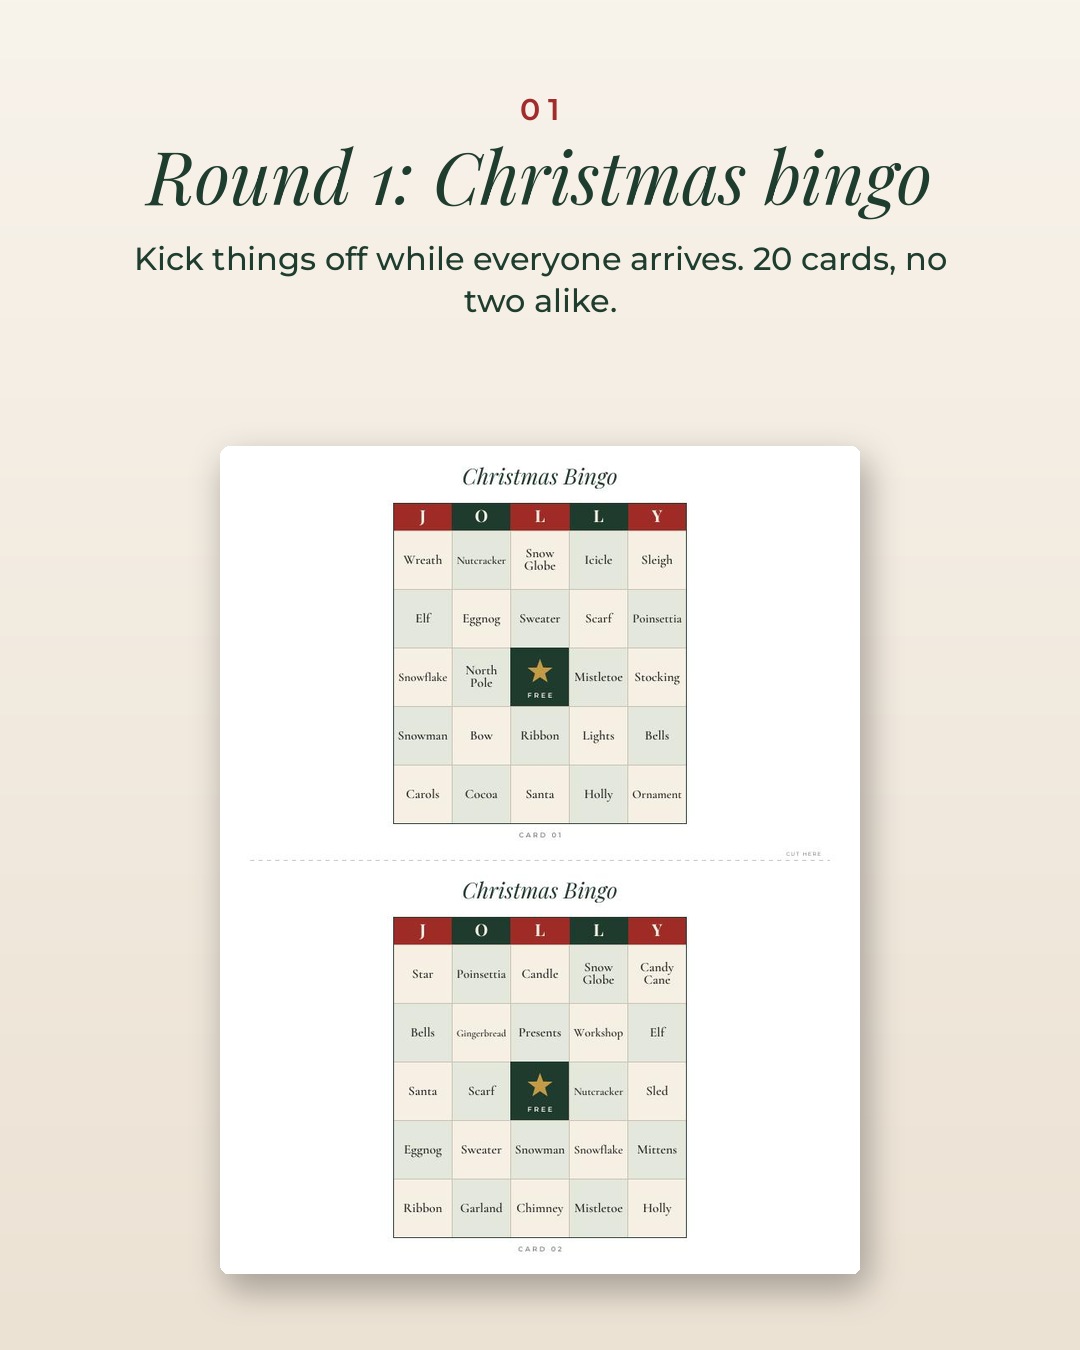 01
Round 1: Christmas bingo
Kick things off while everyone arrives. 20 cards, no
two alike.
Christmas Bingo
J O L L Y
Wreath Nutcracker Snow Globe Icicle Sleigh
Elf Eggnog Sweater Scarf Poinsettia
Snowflake North Pole FREE Mistletoe Stocking
Snowman Bow Ribbon Lights Bells
Carols Cocoa Santa Holly Ornament
CARD 01
CUT HERE
Christmas Bingo
J O L L Y
Star Poinsettia Candle Snow Globe Candy Cane
Bells Gingerbread Presents Workshop Elf
Santa Scarf FREE Nutcracker Sled
Eggnog Sweater Snowman Snowflake Mittens
Ribbon Garland Chimney Mistletoe Holly
CARD 02